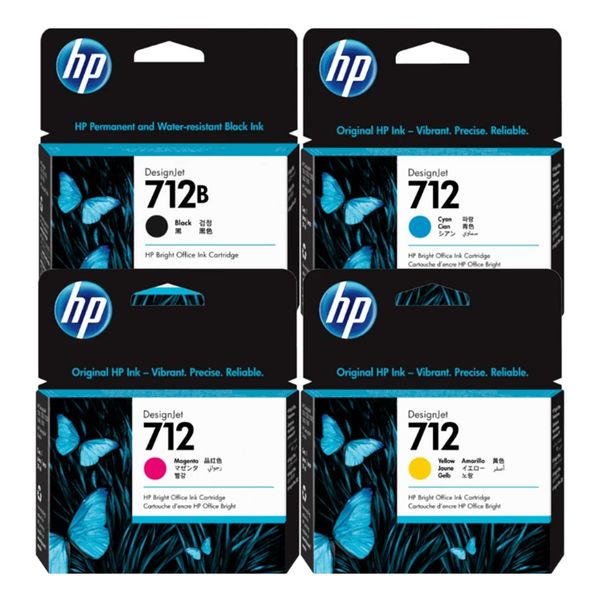 hp
HP Permanent and Water-resistant Black Ink
DesignJet
712B
Black 검정
黒 黑色
HP Bright Office Ink Cartridge
hp
Original HP Ink – Vibrant. Precise. Reliable.
DesignJet
712
Cyan 파랑
Cian 青色
シアン سماوي
HP Bright Office Ink Cartridge
Cartouche d'encre HP Office Bright
hp
Original HP Ink – Vibrant. Precise. Reliable.
DesignJet
712
Magenta 品红色
マゼンタ أرجواني
빨강
HP Bright Office Ink Cartridge
Cartouche d'encre HP Office Bright
hp
Original HP Ink – Vibrant. Precise. Reliable.
DesignJet
712
Yellow Amarillo 黄色
Jaune イエロー أصفر
Gelb 노랑
HP Bright Office Ink Cartridge
Cartouche d'encre HP Office Bright